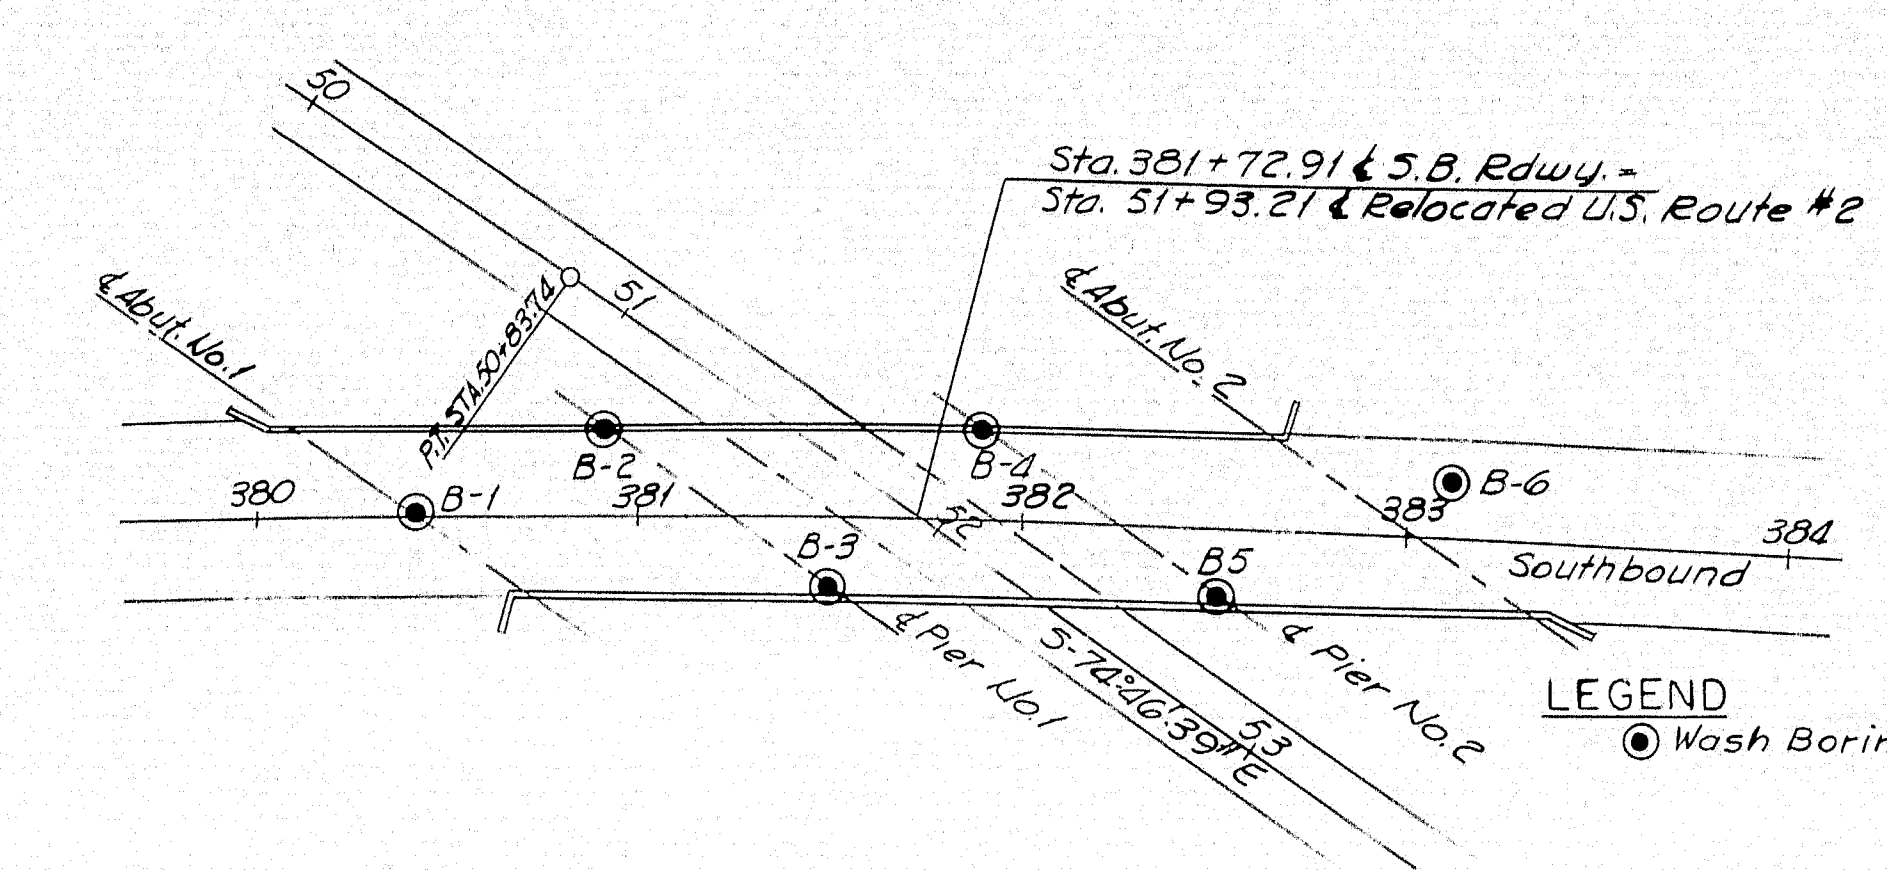 50
Sta. 381+72.91 ℄ S.B. Rdwy. =
Sta. 51+93.21 ℄ Relocated U.S. Route #2
℄ Abut. No. 1
P.T. STA. 50+83.74
51
℄ Abut. No. 2
B-2
B-4
380
B-1
381
382
383
B-6
52
384
B-3
B5
Southbound
℄ Pier No. 1
S-74°-46'-39" E
℄ Pier No. 2
53
LEGEND
Wash Borin